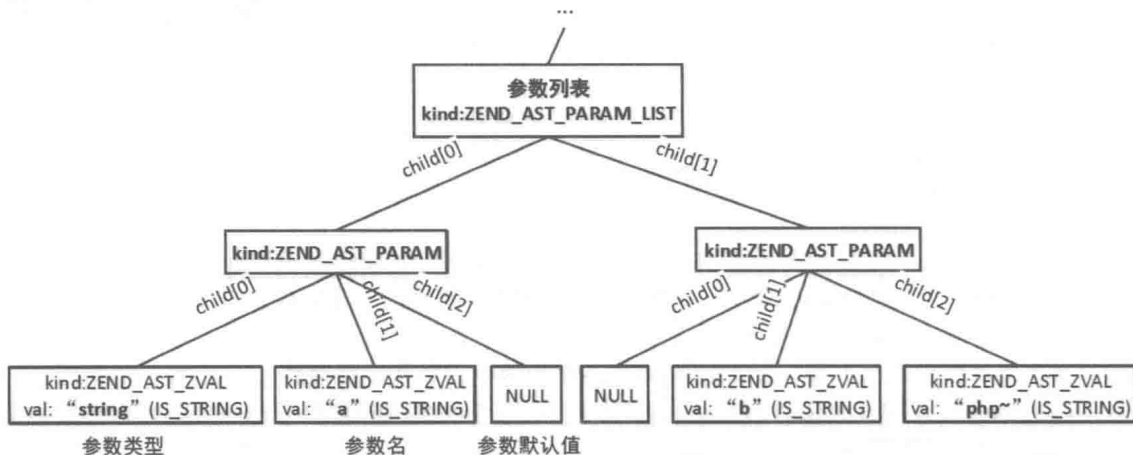 ...
参数列表
kind:ZEND_AST_PARAM_LIST
child[0]
child[1]
kind:ZEND_AST_PARAM
kind:ZEND_AST_PARAM
child[0]
child[1]
child[2]
child[0]
child[1]
child[2]
kind:ZEND_AST_ZVAL
val: “string” (IS_STRING)
kind:ZEND_AST_ZVAL
val: “a” (IS_STRING)
NULL
NULL
kind:ZEND_AST_ZVAL
val: “b” (IS_STRING)
kind:ZEND_AST_ZVAL
val: “php~” (IS_STRING)
参数类型
参数名
参数默认值